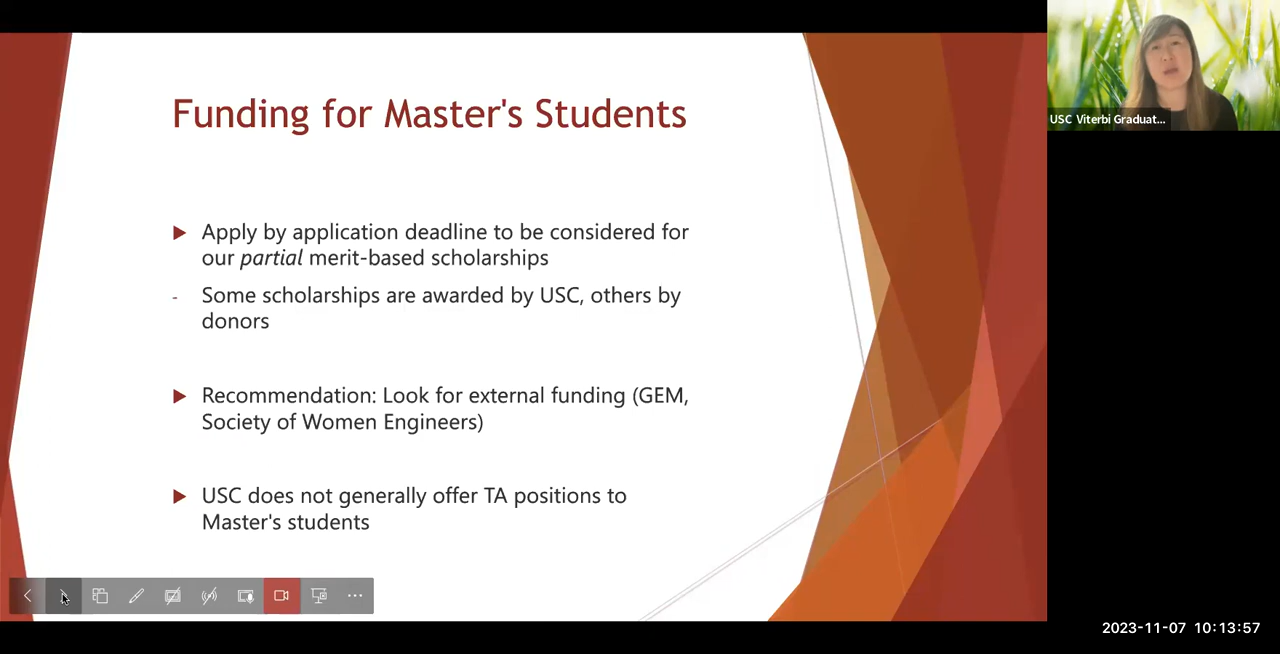 Funding for Master's Students
Apply by application deadline to be considered for
our partial merit-based scholarships
- Some scholarships are awarded by USC, others by
donors
Recommendation: Look for external funding (GEM,
Society of Women Engineers)
USC does not generally offer TA positions to
Master's students
USC Viterbi Graduat...
2023-11-07 10:13:57